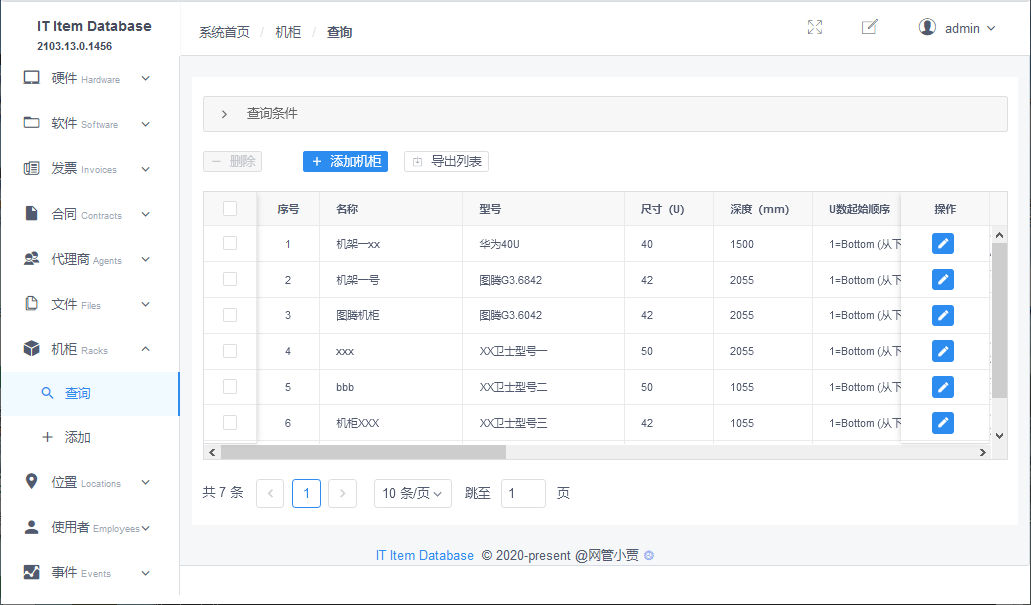 IT Item Database
2103.13.0.1456
系统首页 / 机柜 / 查询
admin
硬件 Hardware
软件 Software
发票 Invoices
合同 Contracts
代理商 Agents
文件 Files
机柜 Racks
查询
添加
位置 Locations
使用者 Employees
事件 Events
查询条件
删除 添加机柜 导出列表
序号 名称 型号 尺寸（U） 深度（mm） U数起始顺序 操作
1 机架一xx 华为40U 40 1500 1=Bottom (从下
2 机架一号 图腾G3.6842 42 2055 1=Bottom (从下
3 图腾机柜 图腾G3.6042 42 2055 1=Bottom (从下
4 xxx XX卫士型号一 50 2055 1=Bottom (从下
5 bbb XX卫士型号二 50 1055 1=Bottom (从下
6 机柜XXX XX卫士型号三 42 1055 1=Bottom (从下
共 7 条 1 10 条/页 跳至 1 页
IT Item Database © 2020-present @网管小贾